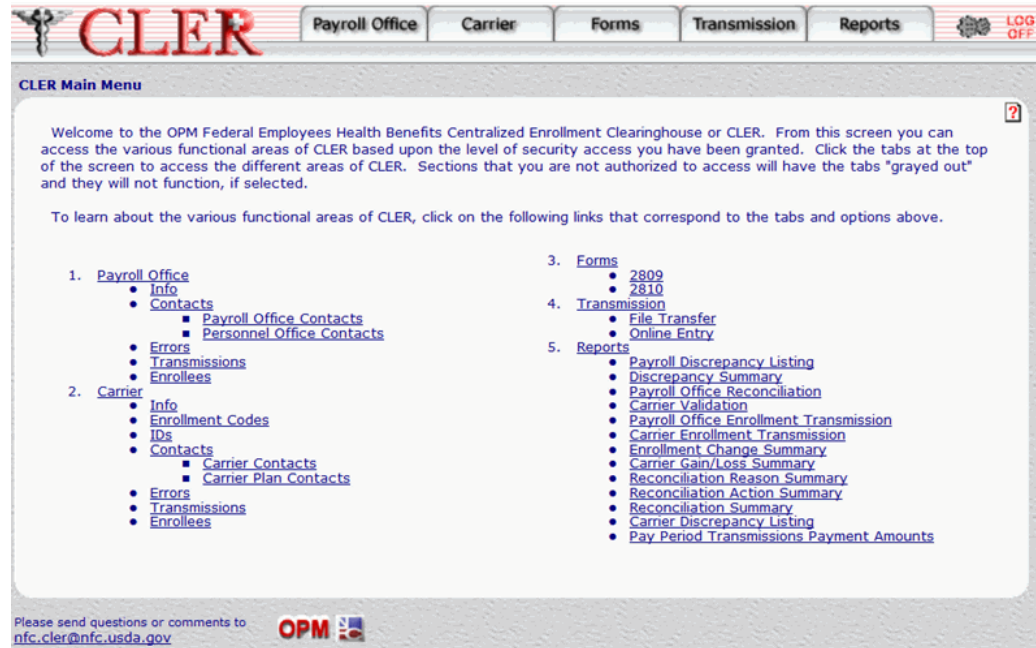 CLER
Payroll Office
Carrier
Forms
Transmission
Reports
LOG
OFF
CLER Main Menu
?
Welcome to the OPM Federal Employees Health Benefits Centralized Enrollment Clearinghouse or CLER. From this screen you can
access the various functional areas of CLER based upon the level of security access you have been granted. Click the tabs at the top
of the screen to access the different areas of CLER. Sections that you are not authorized to access will have the tabs "grayed out"
and they will not function, if selected.
To learn about the various functional areas of CLER, click on the following links that correspond to the tabs and options above.
1. Payroll Office
• Info
• Contacts
▪ Payroll Office Contacts
▪ Personnel Office Contacts
• Errors
• Transmissions
• Enrollees
2. Carrier
• Info
• Enrollment Codes
• IDs
• Contacts
▪ Carrier Contacts
▪ Carrier Plan Contacts
• Errors
• Transmissions
• Enrollees
3. Forms
• 2809
• 2810
4. Transmission
• File Transfer
• Online Entry
5. Reports
• Payroll Discrepancy Listing
• Discrepancy Summary
• Payroll Office Reconciliation
• Carrier Validation
• Payroll Office Enrollment Transmission
• Carrier Enrollment Transmission
• Enrollment Change Summary
• Carrier Gain/Loss Summary
• Reconciliation Reason Summary
• Reconciliation Action Summary
• Reconciliation Summary
• Carrier Discrepancy Listing
• Pay Period Transmissions Payment Amounts
Please send questions or comments to
nfc.cler@nfc.usda.gov
OPM